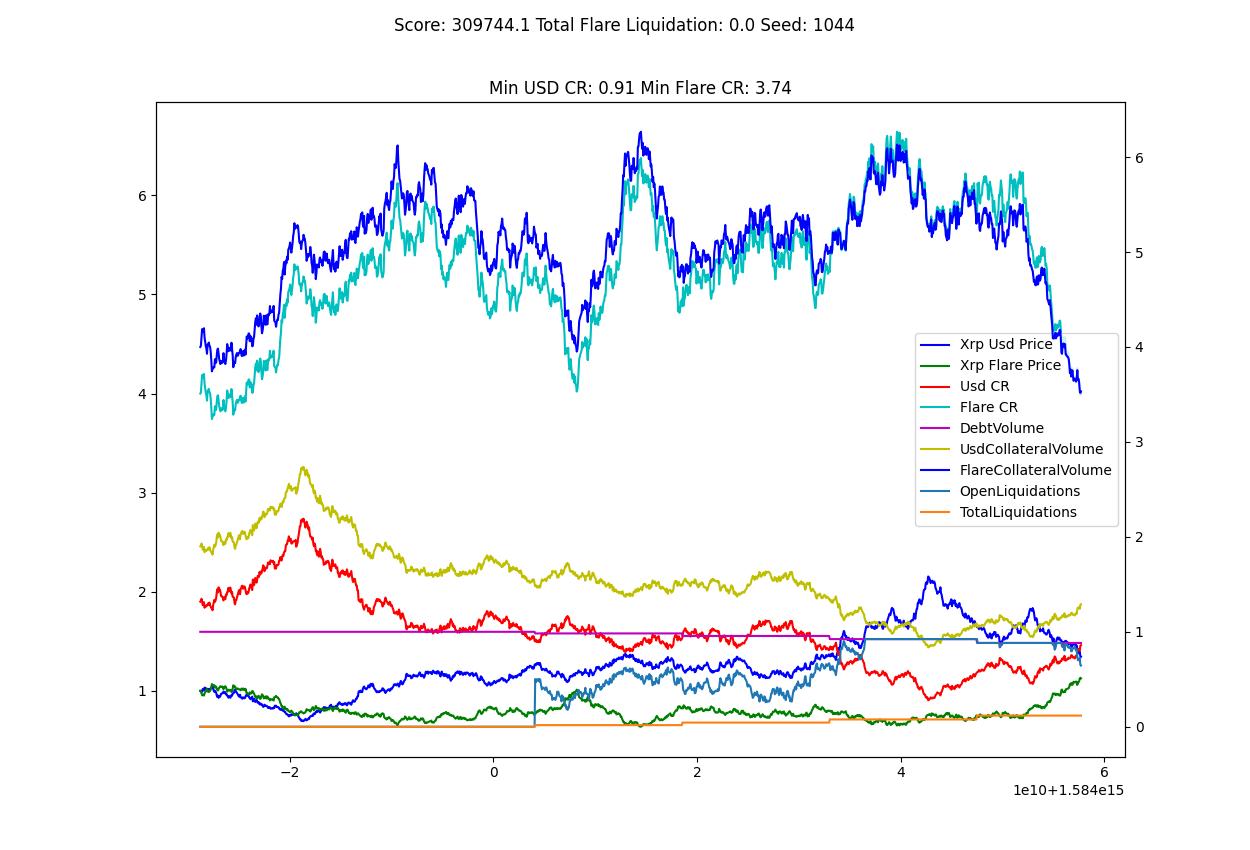 Score: 309744.1 Total Flare Liquidation: 0.0 Seed: 1044
Min USD CR: 0.91 Min Flare CR: 3.74
6
5
4
3
2
1
6
5
4
3
2
1
0
Xrp Usd Price
Xrp Flare Price
Usd CR
Flare CR
DebtVolume
UsdCollateralVolume
FlareCollateralVolume
OpenLiquidations
TotalLiquidations
−2 0 2 4 6
1e10+1.584e15